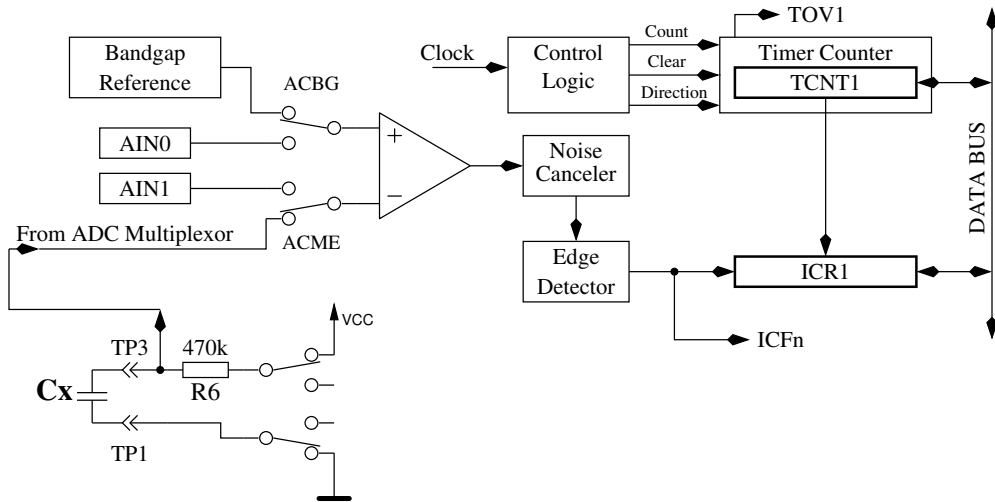 TOV1
Bandgap
Reference
Clock
Control
Logic
Count
Clear
Direction
Timer Counter
TCNT1
ACBG
AIN0
+
Noise
Canceler
AIN1
−
DATA BUS
From ADC Multiplexor
ACME
Edge
Detector
ICR1
VCC
ICFn
TP3
470k
Cx
R6
TP1